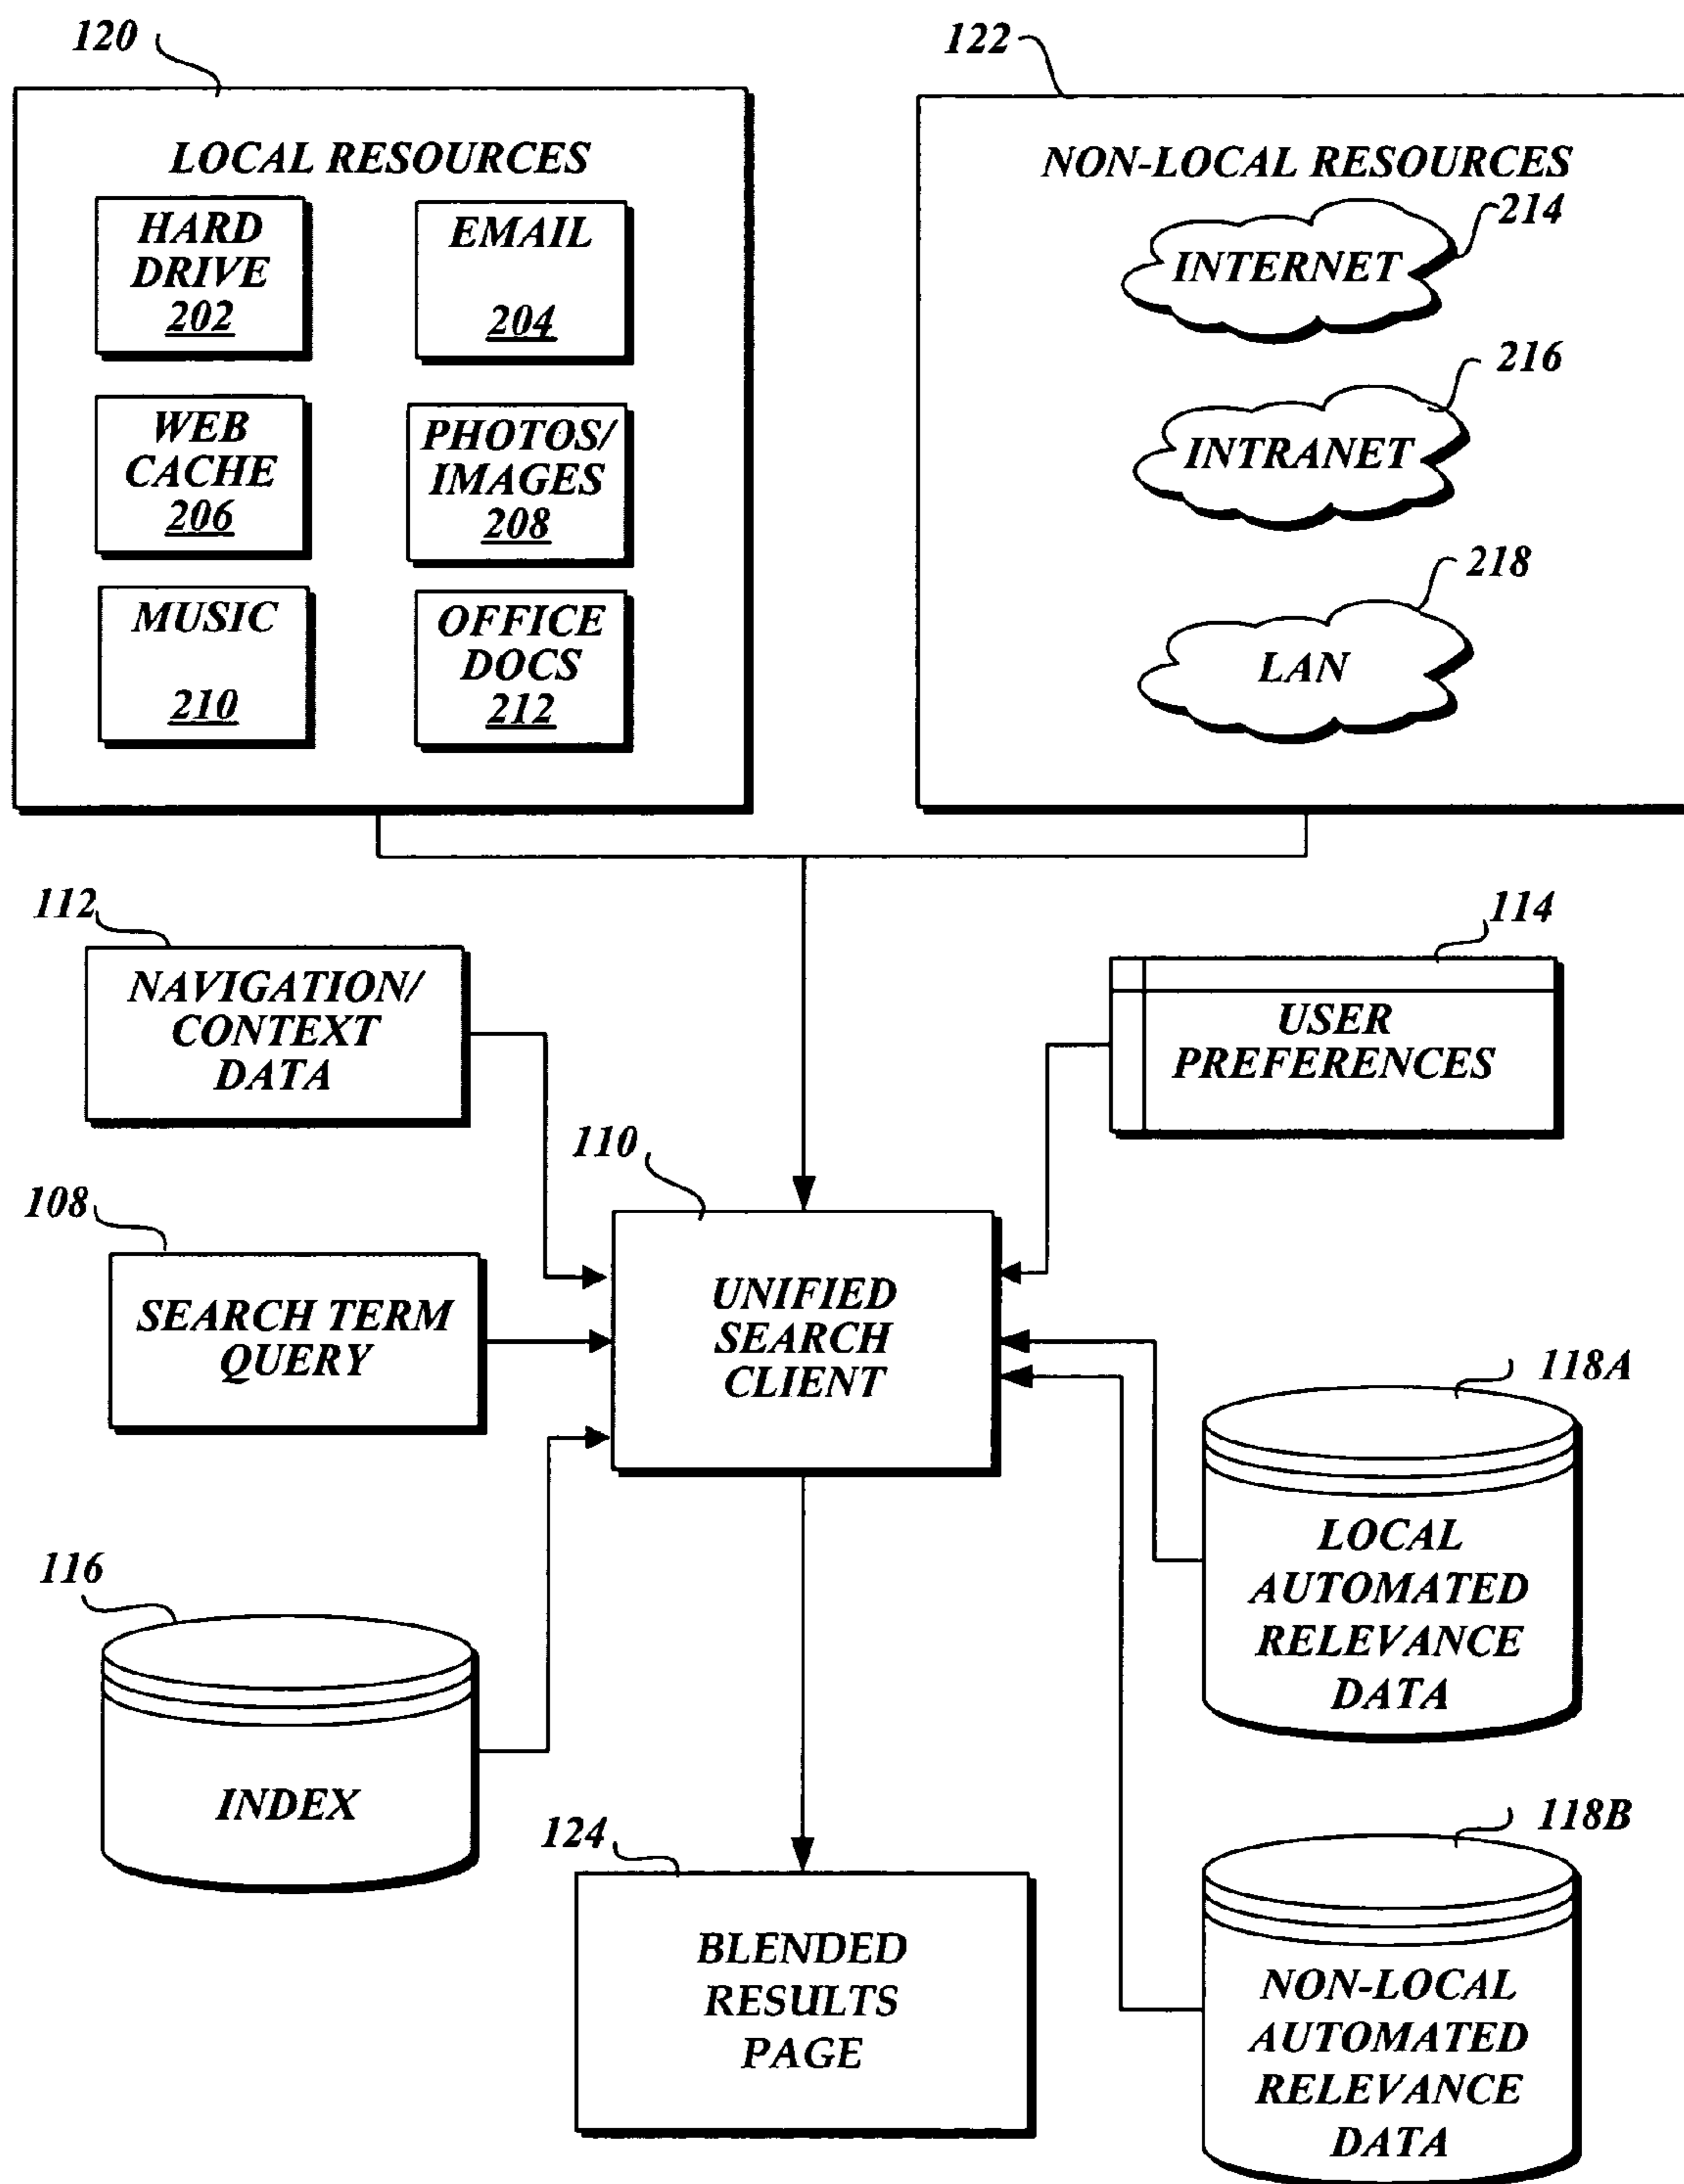 120
LOCAL RESOURCES
HARD
DRIVE
202
EMAIL
204
WEB
CACHE
206
PHOTOS/
IMAGES
208
MUSIC
210
OFFICE
DOCS
212
122
NON-LOCAL RESOURCES
214
INTERNET
216
INTRANET
218
LAN
112
NAVIGATION/
CONTEXT
DATA
114
USER
PREFERENCES
108
SEARCH TERM
QUERY
110
UNIFIED
SEARCH
CLIENT
118A
LOCAL
AUTOMATED
RELEVANCE
DATA
116
INDEX
124
BLENDED
RESULTS
PAGE
118B
NON-LOCAL
AUTOMATED
RELEVANCE
DATA